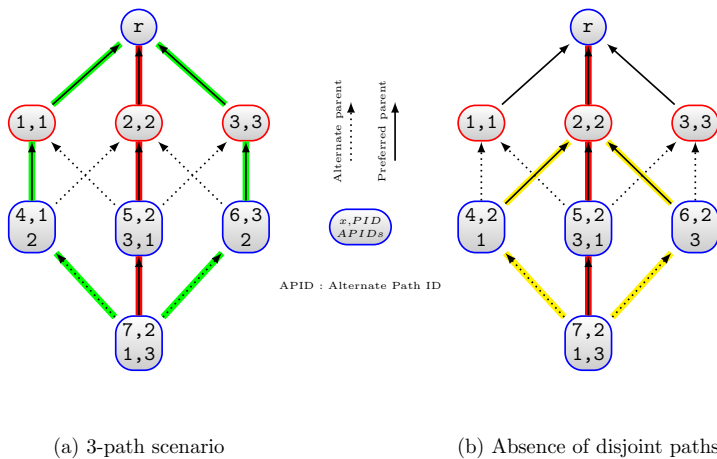 r
1,1
2,2
3,3
4,1
2
5,2
3,1
6,3
2
7,2
1,3
(a) 3-path scenario
Alternate parent
Preferred parent
x,PID
APIDs
APID : Alternate Path ID
r
1,1
2,2
3,3
4,2
1
5,2
3,1
6,2
3
7,2
1,3
(b) Absence of disjoint paths